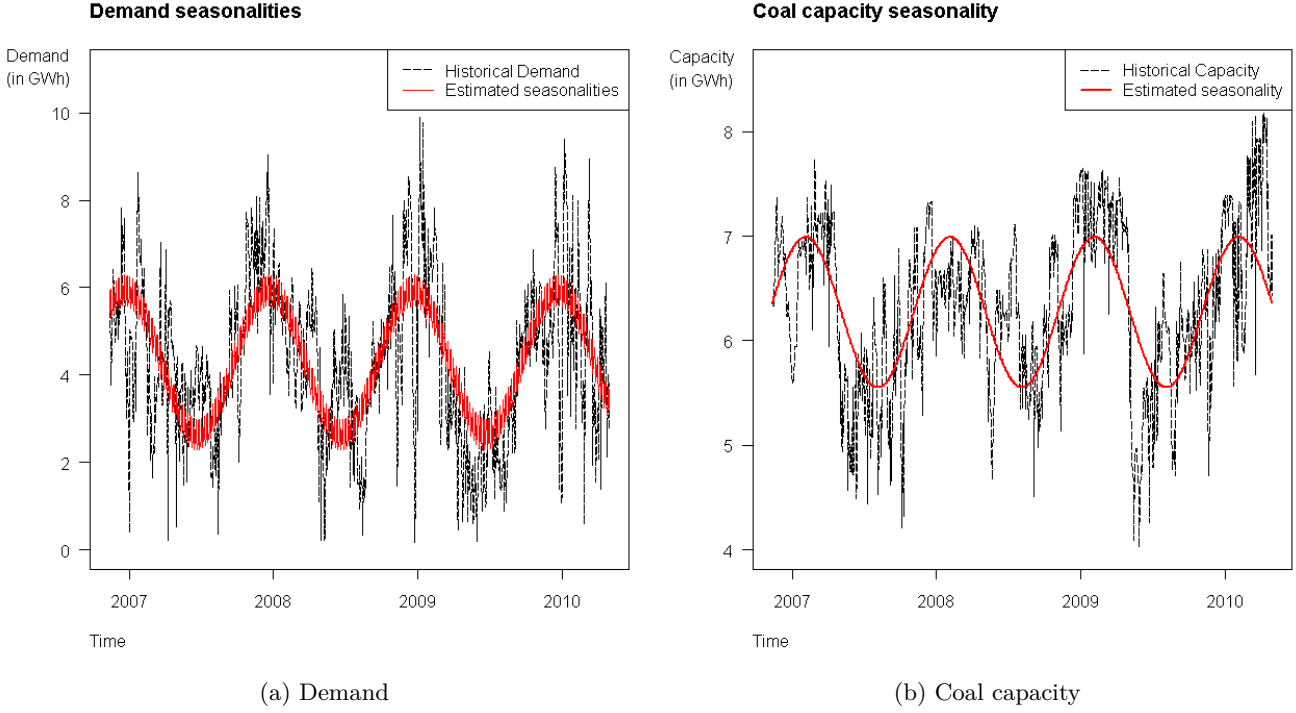 Demand seasonalities
Demand
(in GWh)
Historical Demand
Estimated seasonalities
10
8
6
4
2
0
2007
2008
2009
2010
Time
(a) Demand
Coal capacity seasonality
Capacity
(in GWh)
Historical Capacity
Estimated seasonality
8
7
6
5
4
2007
2008
2009
2010
Time
(b) Coal capacity